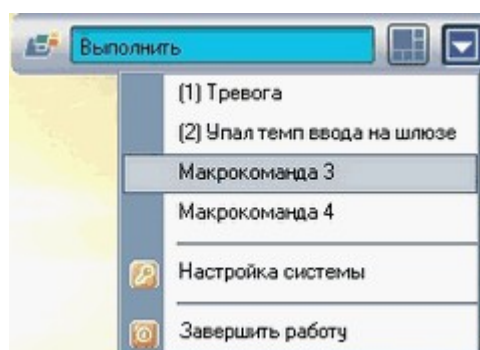 Выполнить
(1) Тревога
(2) Упал темп ввода на шлюзе
Макрокоманда 3
Макрокоманда 4
Настройка системы
Завершить работу